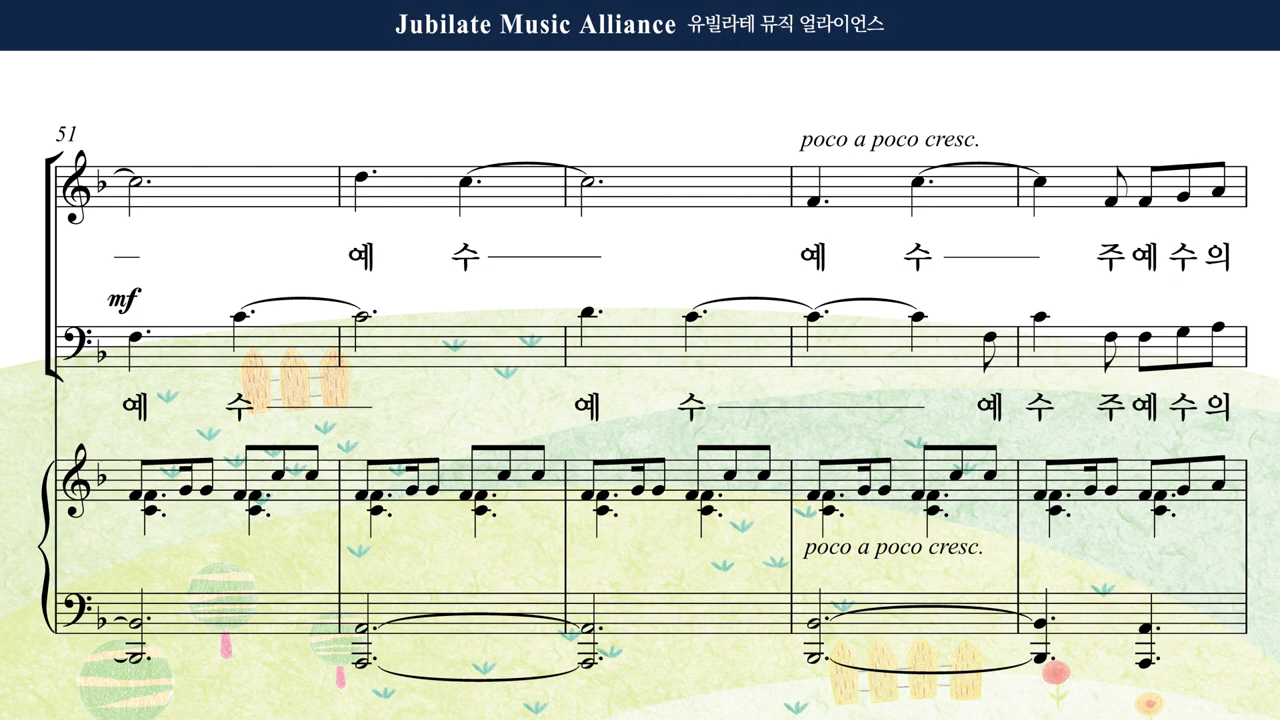 Jubilate Music Alliance 유빌라테 뮤직 얼라이언스
51
poco a poco cresc.
예 수 예 수 주 예 수 의
mf
예 수 예 수 예 수 주 예 수 의
poco a poco cresc.